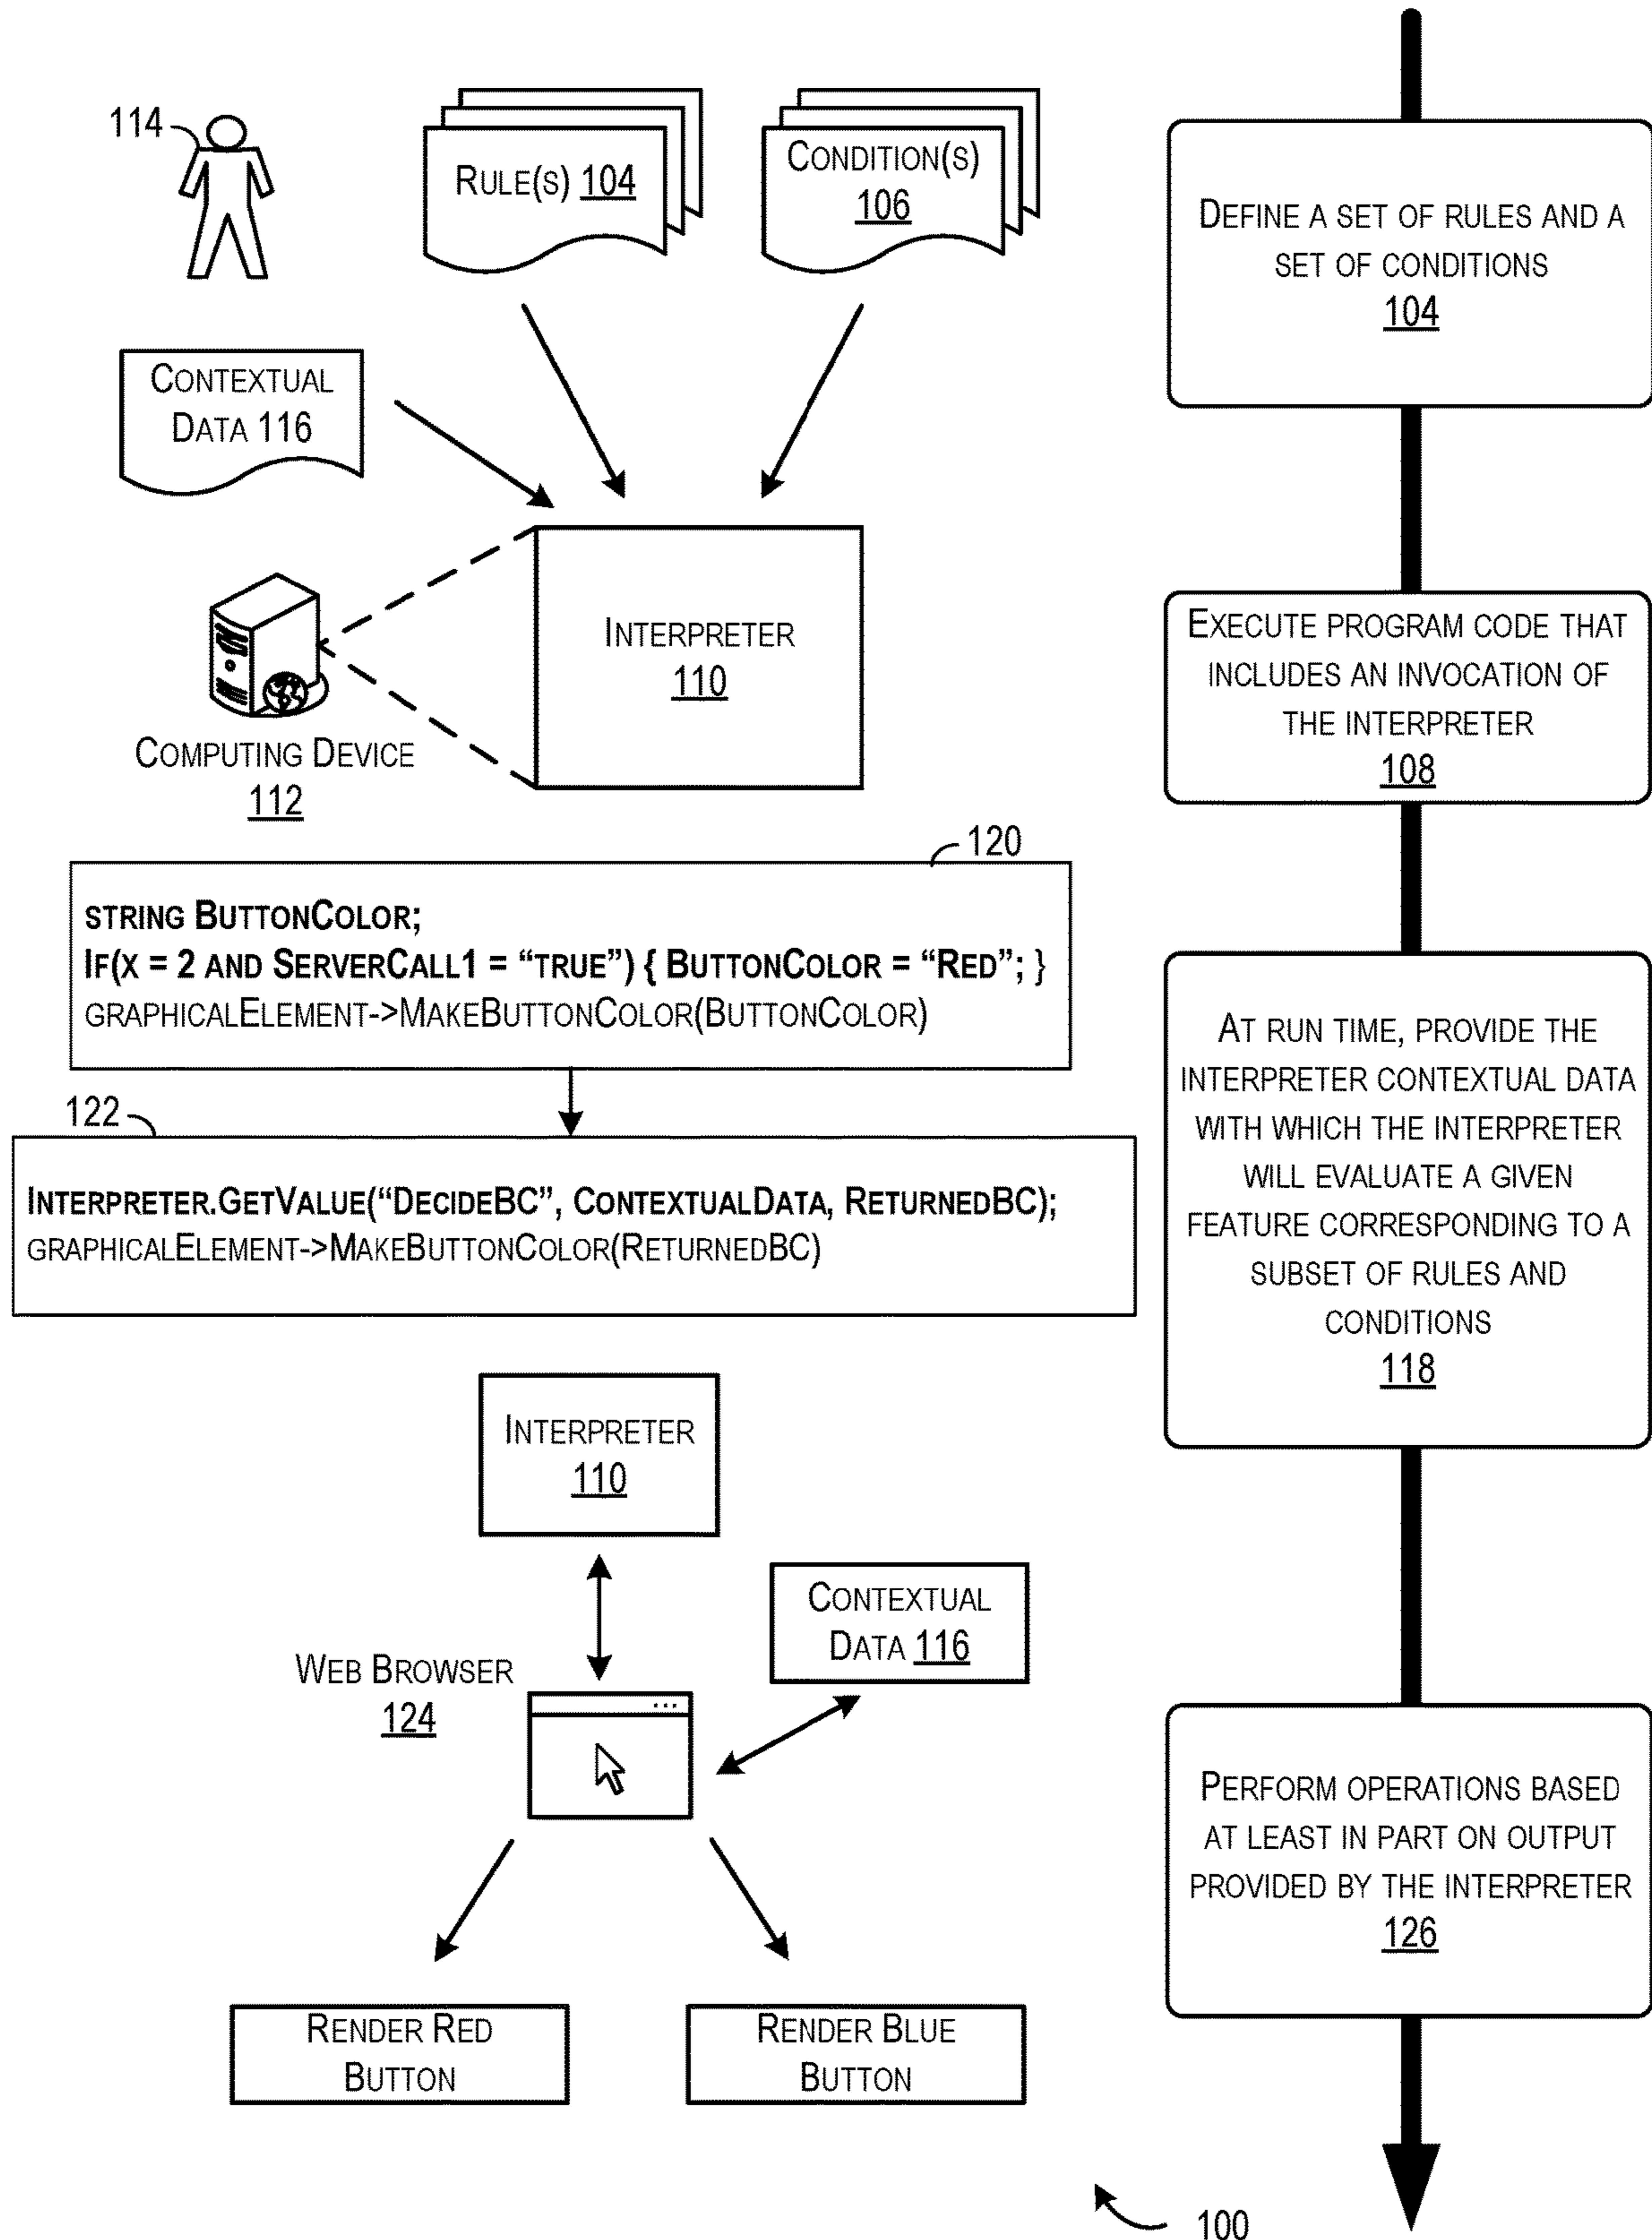 114
RULE(S) 104
CONDITION(S)
106
CONTEXTUAL
DATA 116
INTERPRETER
110
COMPUTING DEVICE
112
120
STRING BUTTONCOLOR;
IF(X = 2 AND SERVERCALL1 = “TRUE”) { BUTTONCOLOR = “RED”; }
GRAPHICALELEMENT->MAKEBUTTONCOLOR(BUTTONCOLOR)
122
INTERPRETER.GETVALUE(“DECIDEBC”, CONTEXTUALDATA, RETURNEDBC);
GRAPHICALELEMENT->MAKEBUTTONCOLOR(RETURNEDBC)
INTERPRETER
110
CONTEXTUAL
DATA 116
WEB BROWSER
124
...
RENDER RED
BUTTON
RENDER BLUE
BUTTON
DEFINE A SET OF RULES AND A
SET OF CONDITIONS
104
EXECUTE PROGRAM CODE THAT
INCLUDES AN INVOCATION OF
THE INTERPRETER
108
AT RUN TIME, PROVIDE THE
INTERPRETER CONTEXTUAL DATA
WITH WHICH THE INTERPRETER
WILL EVALUATE A GIVEN
FEATURE CORRESPONDING TO A
SUBSET OF RULES AND
CONDITIONS
118
PERFORM OPERATIONS BASED
AT LEAST IN PART ON OUTPUT
PROVIDED BY THE INTERPRETER
126
100